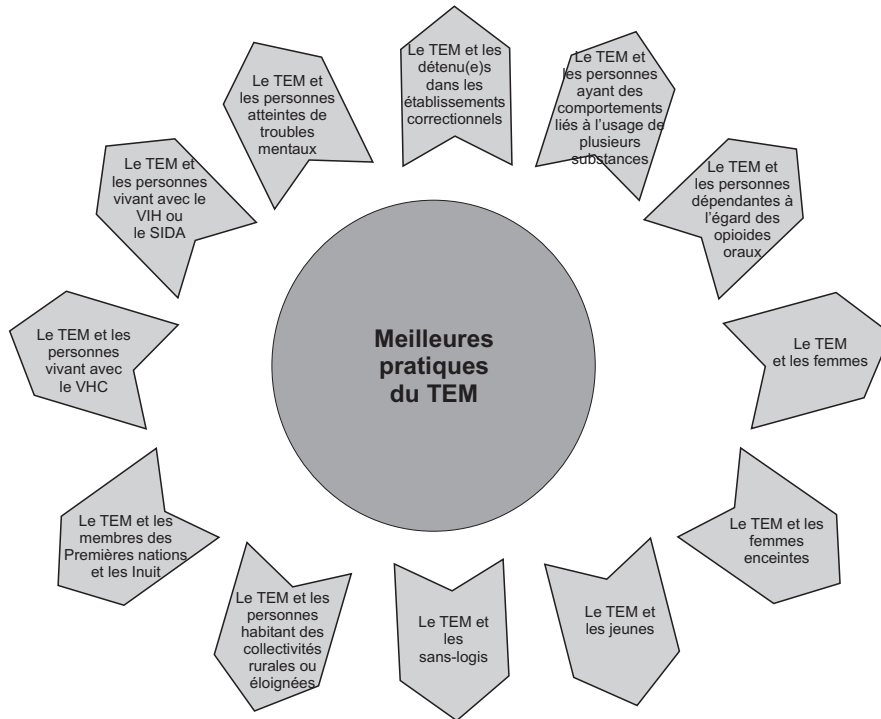 Le TEM et les
détenu(e)s
dans les
établissements
correctionnels
Le TEM et
les personnes
ayant des
comportements
liés à l'usage de
plusieurs
substances
Le TEM et
les personnes
dépendantes à
l'égard des
opioides
oraux
Le TEM
et les femmes
Le TEM et les
femmes
enceintes
Le TEM et
les jeunes
Le TEM et
les
sans-logis
Le TEM et les
personnes
habitant des
collectivités
rurales ou
éloignées
Le TEM et les
membres des
Premières nations
et les Inuit
Le TEM et les
personnes
vivant avec
le VHC
Le TEM et
les personnes
vivant avec le
VIH ou
le SIDA
Le TEM et
les personnes
atteintes de
troubles
mentaux
Meilleures
pratiques
du TEM